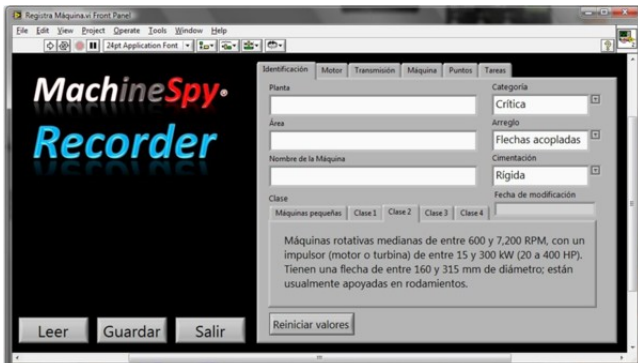 Registra Máquina.vi Front Panel
File Edit View Project Operate Tools Window Help
24pt Application Font
MachineSpy®
Recorder
Identificación Motor Transmisión Máquina Puntos Tareas
Planta
Categoría
Crítica
Área
Arreglo
Flechas acopladas
Nombre de la Máquina
Cimentación
Rígida
Fecha de modificación
Clase
Máquinas pequeñas Clase 1 Clase 2 Clase 3 Clase 4
Máquinas rotativas medianas de entre 600 y 7,200 RPM, con un
impulsor (motor o turbina) de entre 15 y 300 kW (20 a 400 HP).
Tienen una flecha de entre 160 y 315 mm de diámetro; están
usualmente apoyadas en rodamientos.
Leer Guardar Salir
Reiniciar valores